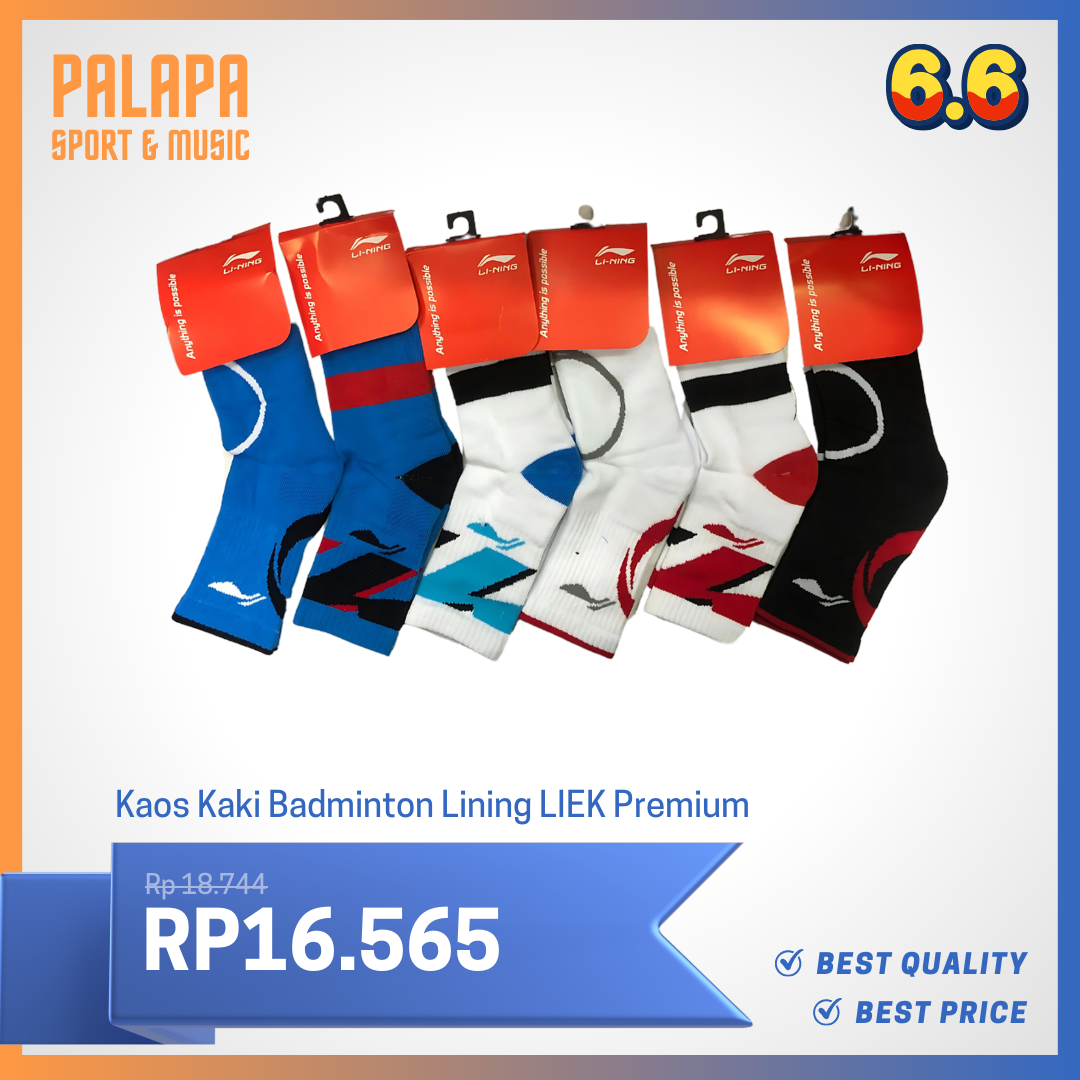 PALAPA
SPORT & MUSIC
6.6
Anything is possible
LI-NING
Anything is possible
LI-NING
Anything is possible
LI-NING
Anything is possible
LI-NING
Anything is possible
LI-NING
Anything is possible
LI-NING
Kaos Kaki Badminton Lining LIEK Premium
Rp 18.744
RP16.565
BEST QUALITY
BEST PRICE